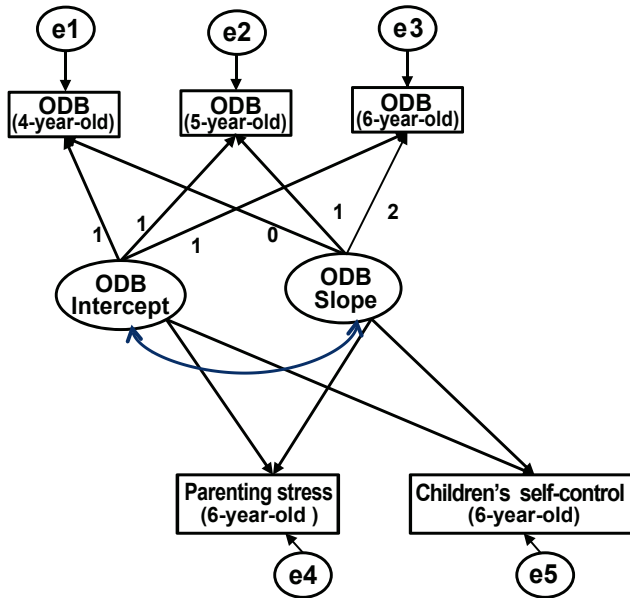 e1
e2
e3
ODB
(4-year-old)
ODB
(5-year-old)
ODB
(6-year-old)
1
1
1
0
1
2
ODB
Intercept
ODB
Slope
Parenting stress
(6-year-old )
Children's self-control
(6-year-old)
e4
e5